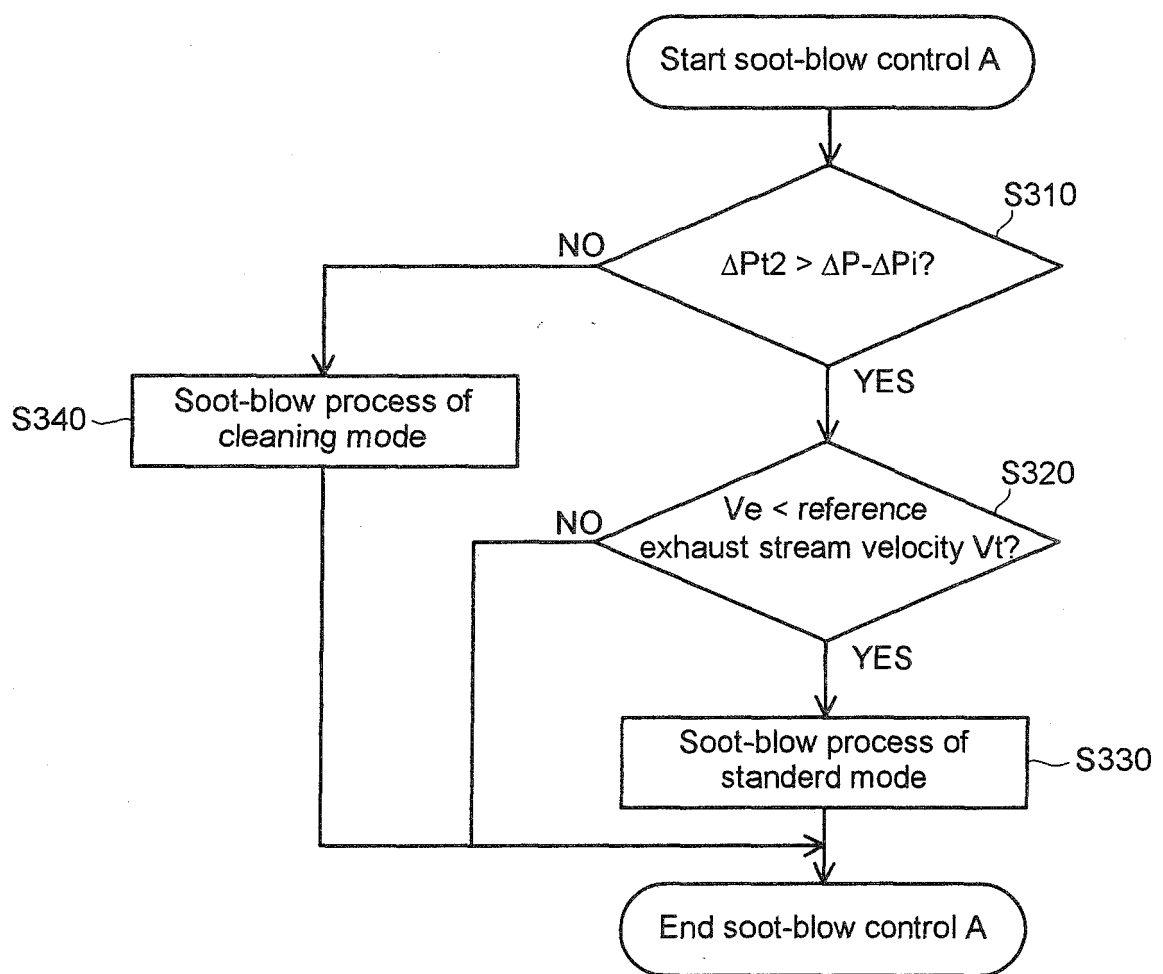 Start soot-blow control A
S310
NO
ΔPt2 > ΔP-ΔPi?
YES
S340
Soot-blow process of
cleaning mode
S320
NO
Ve < reference
exhaust stream velocity Vt?
YES
Soot-blow process of
standerd mode
S330
End soot-blow control A